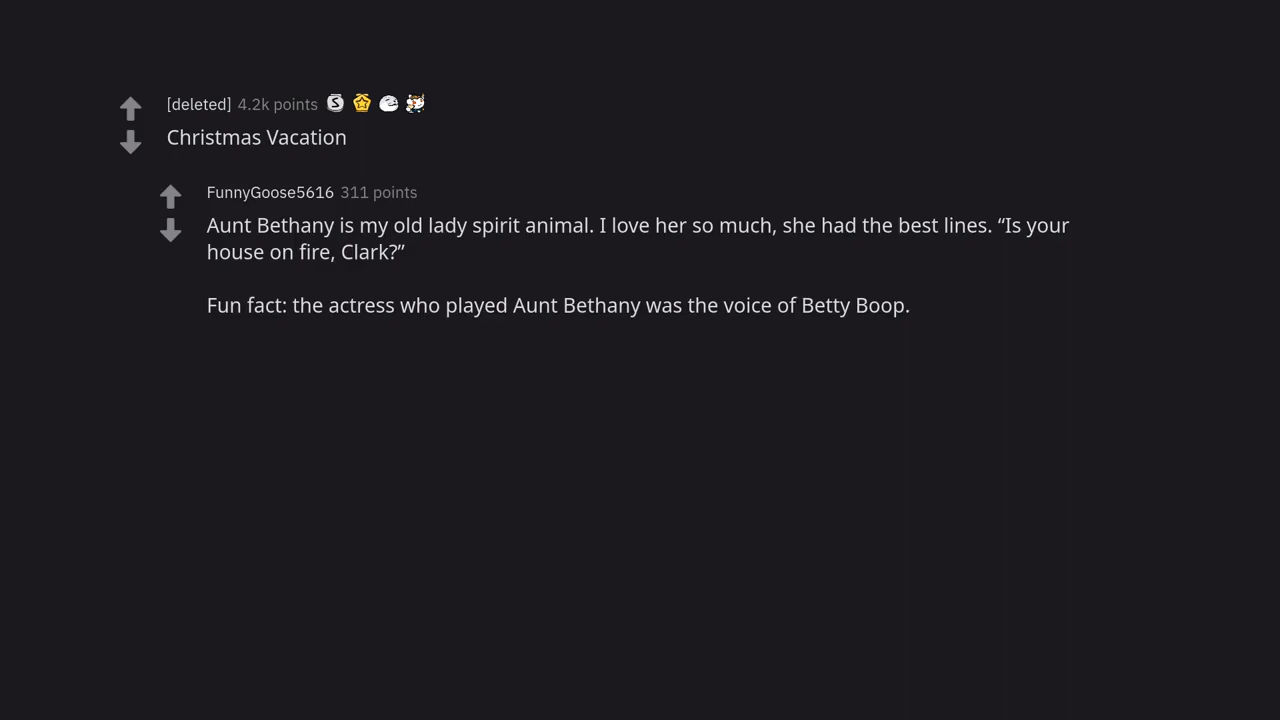 [deleted] 4.2k points
Christmas Vacation
FunnyGoose5616 311 points
Aunt Bethany is my old lady spirit animal. I love her so much, she had the best lines. “Is your
house on fire, Clark?”
Fun fact: the actress who played Aunt Bethany was the voice of Betty Boop.